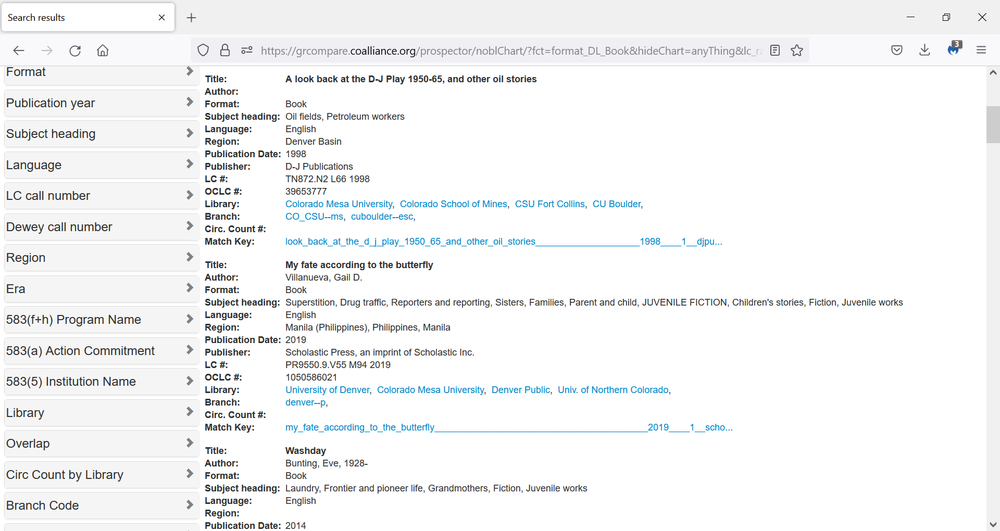 Search results
https://grcompare.coalliance.org/prospector/noblChart/?fct=format_DL_Book&hideChart=anyThing&lc_ra
3
Format
Publication year
Subject heading
Language
LC call number
Dewey call number
Region
Era
583(f+h) Program Name
583(a) Action Commitment
583(5) Institution Name
Library
Overlap
Circ Count by Library
Branch Code
Title: A look back at the D-J Play 1950-65, and other oil stories
Author:
Format: Book
Subject heading: Oil fields, Petroleum workers
Language: English
Region: Denver Basin
Publication Date: 1998
Publisher: D-J Publications
LC #: TN872.N2 L66 1998
OCLC #: 39653777
Library: Colorado Mesa University, Colorado School of Mines, CSU Fort Collins, CU Boulder,
Branch: CO_CSU--ms, cuboulder--esc,
Circ. Count #:
Match Key: look_back_at_the_d_j_play_1950_65_and_other_oil_stories____________________1998____1__djpu...
Title: My fate according to the butterfly
Author: Villanueva, Gail D.
Format: Book
Subject heading: Superstition, Drug traffic, Reporters and reporting, Sisters, Families, Parent and child, JUVENILE FICTION, Children's stories, Fiction, Juvenile works
Language: English
Region: Manila (Philippines), Philippines, Manila
Publication Date: 2019
Publisher: Scholastic Press, an imprint of Scholastic Inc.
LC #: PR9550.9.V55 M94 2019
OCLC #: 1050586021
Library: University of Denver, Colorado Mesa University, Denver Public, Univ. of Northern Colorado,
Branch: denver--p,
Circ. Count #:
Match Key: my_fate_according_to_the_butterfly_________________________________________2019____1__scho...
Title: Washday
Author: Bunting, Eve, 1928-
Format: Book
Subject heading: Laundry, Frontier and pioneer life, Grandmothers, Fiction, Juvenile works
Language: English
Region:
Publication Date: 2014